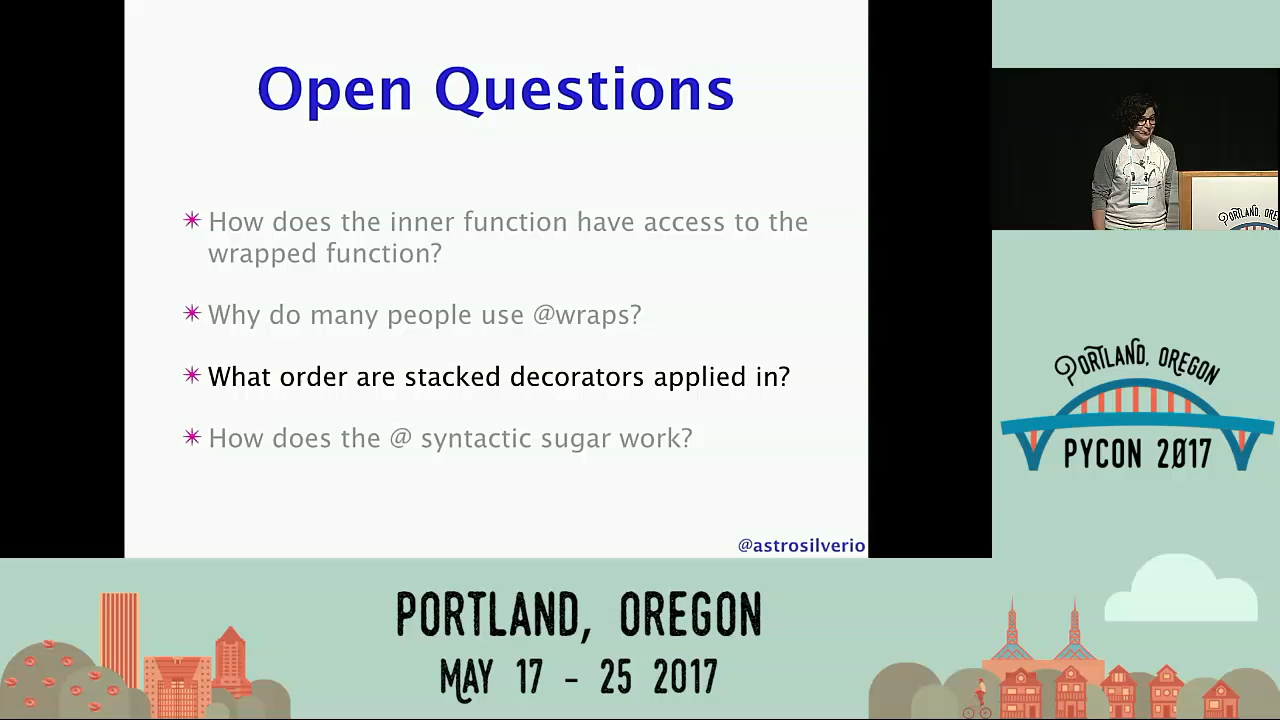 Open Questions
How does the inner function have access to the
wrapped function?
Why do many people use @wraps?
What order are stacked decorators applied in?
How does the @ syntactic sugar work?
@astrosilverio
PORTLAND, OR
PORTLAND, OREGON
PYCON 2017
PORTLAND, OREGON
MAY 17 - 25 2017